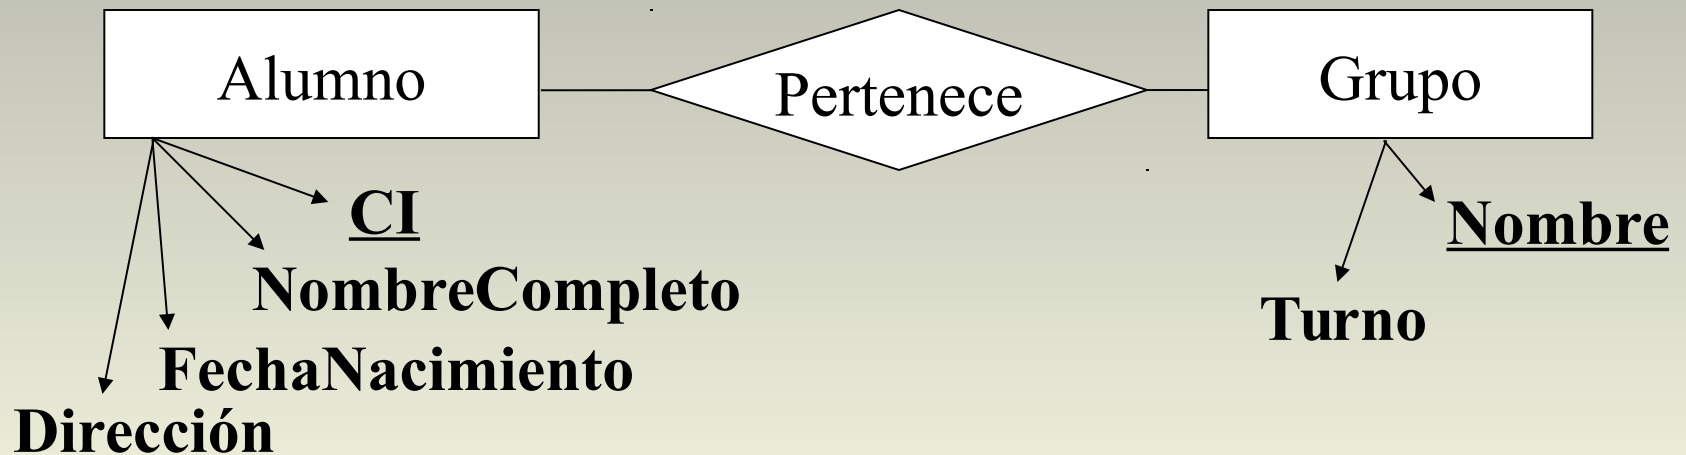 Alumno
Pertenece
Grupo
CI
NombreCompleto
FechaNacimiento
Dirección
Nombre
Turno